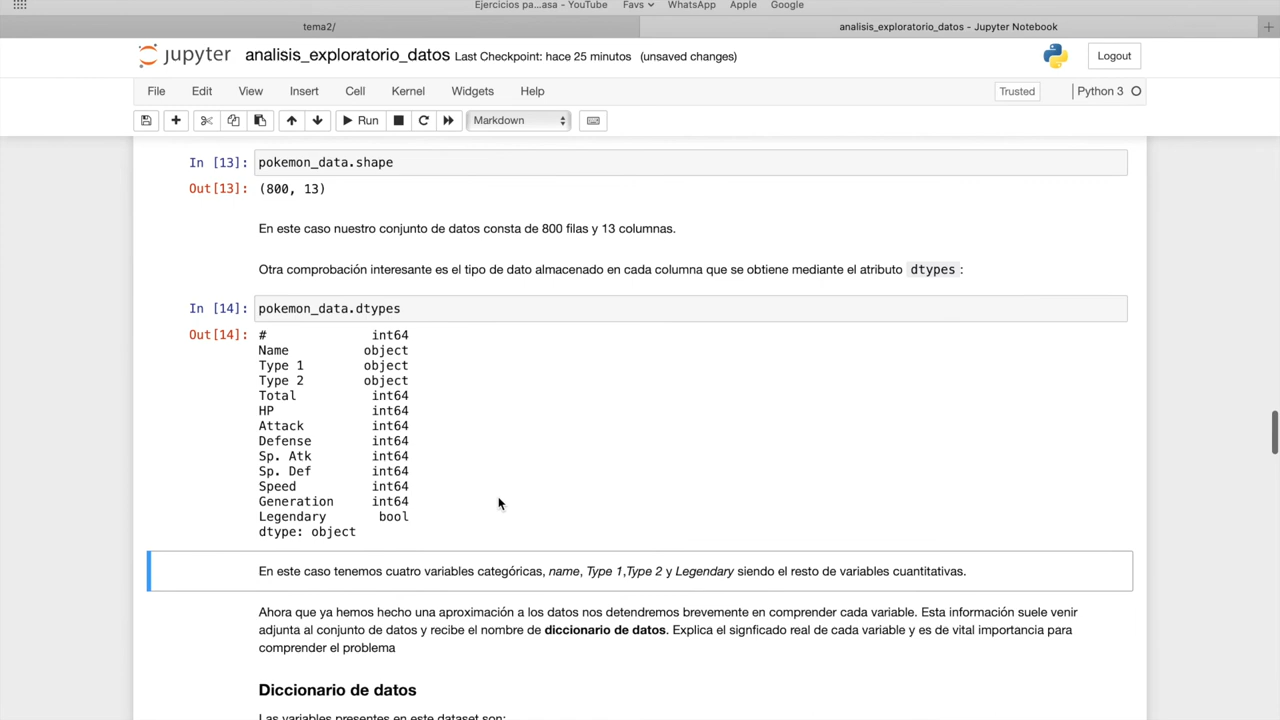 Ejercicios pa...asa - YouTube Favs WhatsApp Apple Google
tema2/ analisis_exploratorio_datos - Jupyter Notebook
jupyter analisis_exploratorio_datos Last Checkpoint: hace 25 minutos (unsaved changes) Logout
File Edit View Insert Cell Kernel Widgets Help Trusted Python 3
Run Markdown
In [13]: pokemon_data.shape
Out[13]: (800, 13)
En este caso nuestro conjunto de datos consta de 800 filas y 13 columnas.
Otra comprobación interesante es el tipo de dato almacenado en cada columna que se obtiene mediante el atributo dtypes :
In [14]: pokemon_data.dtypes
Out[14]: # int64
Name object
Type 1 object
Type 2 object
Total int64
HP int64
Attack int64
Defense int64
Sp. Atk int64
Sp. Def int64
Speed int64
Generation int64
Legendary bool
dtype: object
En este caso tenemos cuatro variables categóricas, name, Type 1,Type 2 y Legendary siendo el resto de variables cuantitativas.
Ahora que ya hemos hecho una aproximación a los datos nos detendremos brevemente en comprender cada variable. Esta información suele venir
adjunta al conjunto de datos y recibe el nombre de diccionario de datos. Explica el signficado real de cada variable y es de vital importancia para
comprender el problema
Diccionario de datos
Las variables presentes en este dataset son: